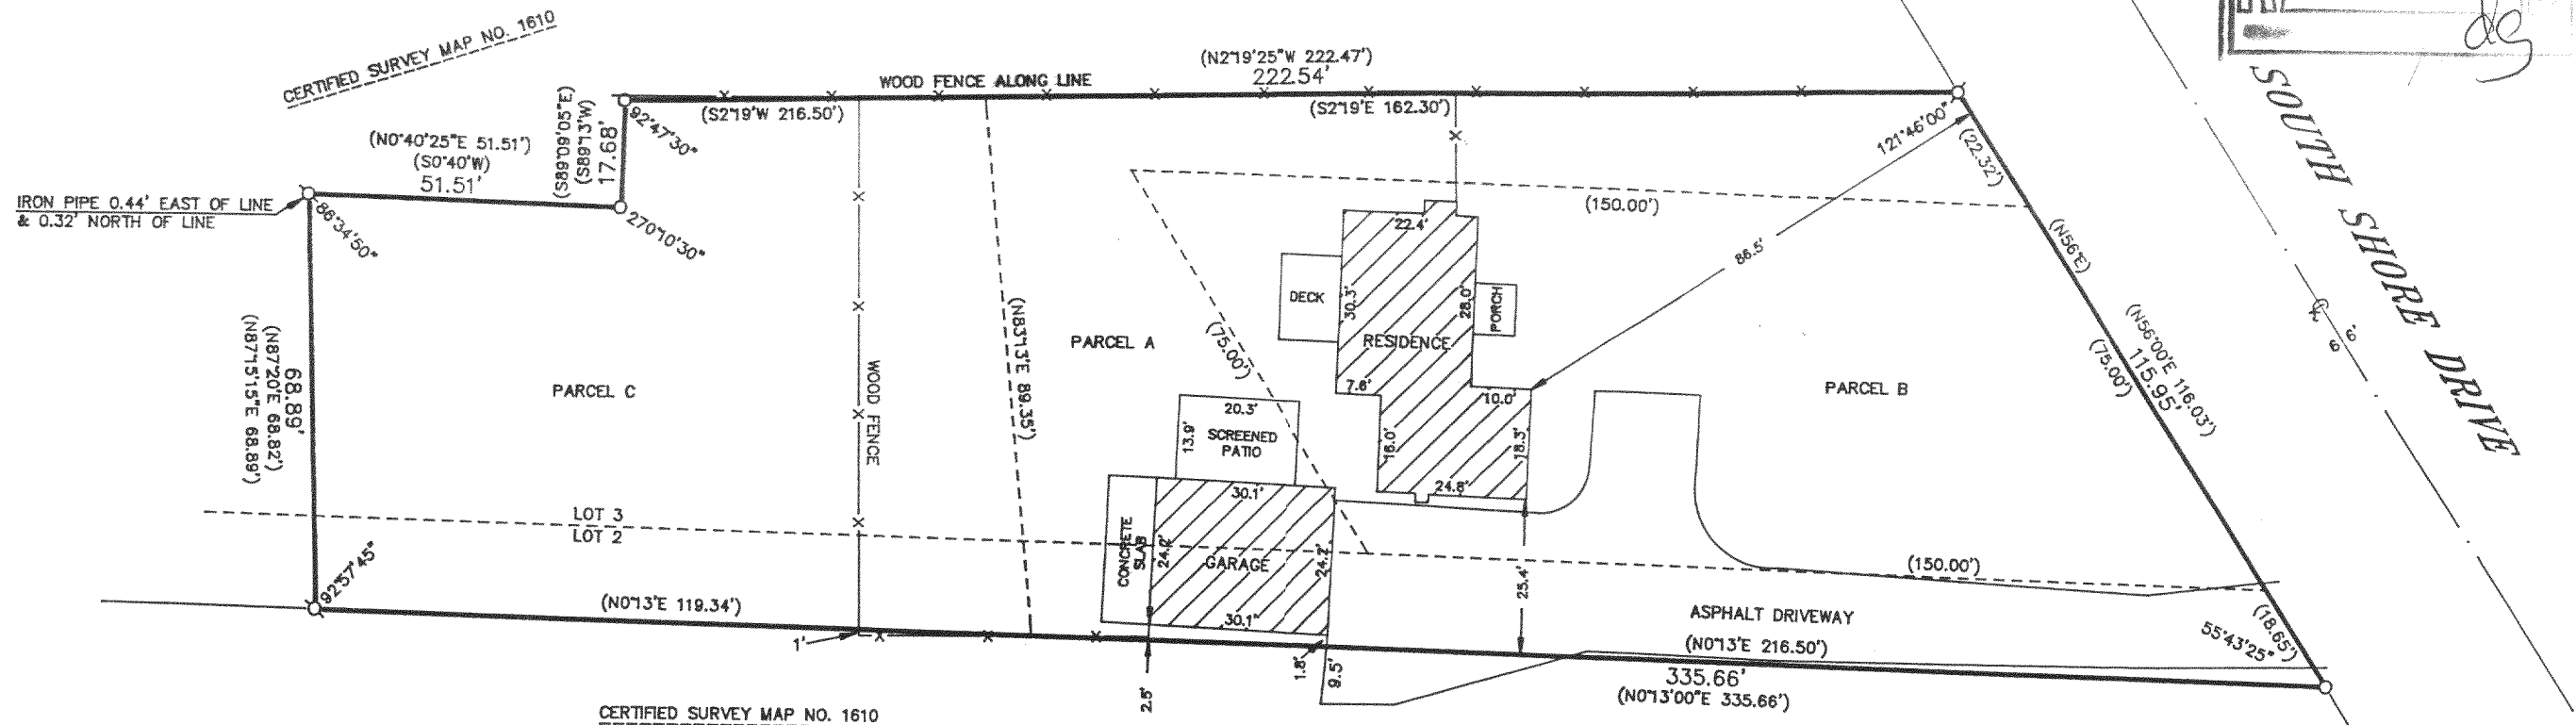 CERTIFIED SURVEY MAP NO. 1610
(N2°19'25"W 222.47')
222.54'
WOOD FENCE ALONG LINE
(S2°19'W 216.50')
(S2°19'E 162.30')
92°47'30"
(S89°09'05"E)
(S89°13'W)
17.68'
(N0°40'25"E 51.51')
(S0°40'W)
51.51'
270°10'30"
IRON PIPE 0.44' EAST OF LINE
& 0.32' NORTH OF LINE
86°34'50"
121°46'00"
(22.32')
SOUTH SHORE DRIVE
(150.00')
86.5'
(N56°E)
(N56°00'E 116.03')
115.95'
(75.00')
66'
22.4'
DECK
30.3'
28.0'
PORCH
RESIDENCE
7.6'
10.0'
16.0'
18.3'
24.8'
(75.00')
PARCEL A
PARCEL B
PARCEL C
(N83°13'E 89.35')
WOOD FENCE
68.89'
(N87°20'E 68.82')
(N87°15'15"E 68.89')
20.3'
13.9'
SCREENED
PATIO
30.1'
CONCRETE
SLAB
24.2'
GARAGE
24.2'
30.1'
LOT 3
LOT 2
25.4'
(150.00')
ASPHALT DRIVEWAY
(18.65')
55°43'25"
92°57'45"
(N0°13'E 119.34')
1'
2.5'
1.8'
9.5'
(N0°13'E 216.50')
335.66'
(N0°13'00"E 335.66')
CERTIFIED SURVEY MAP NO. 1610